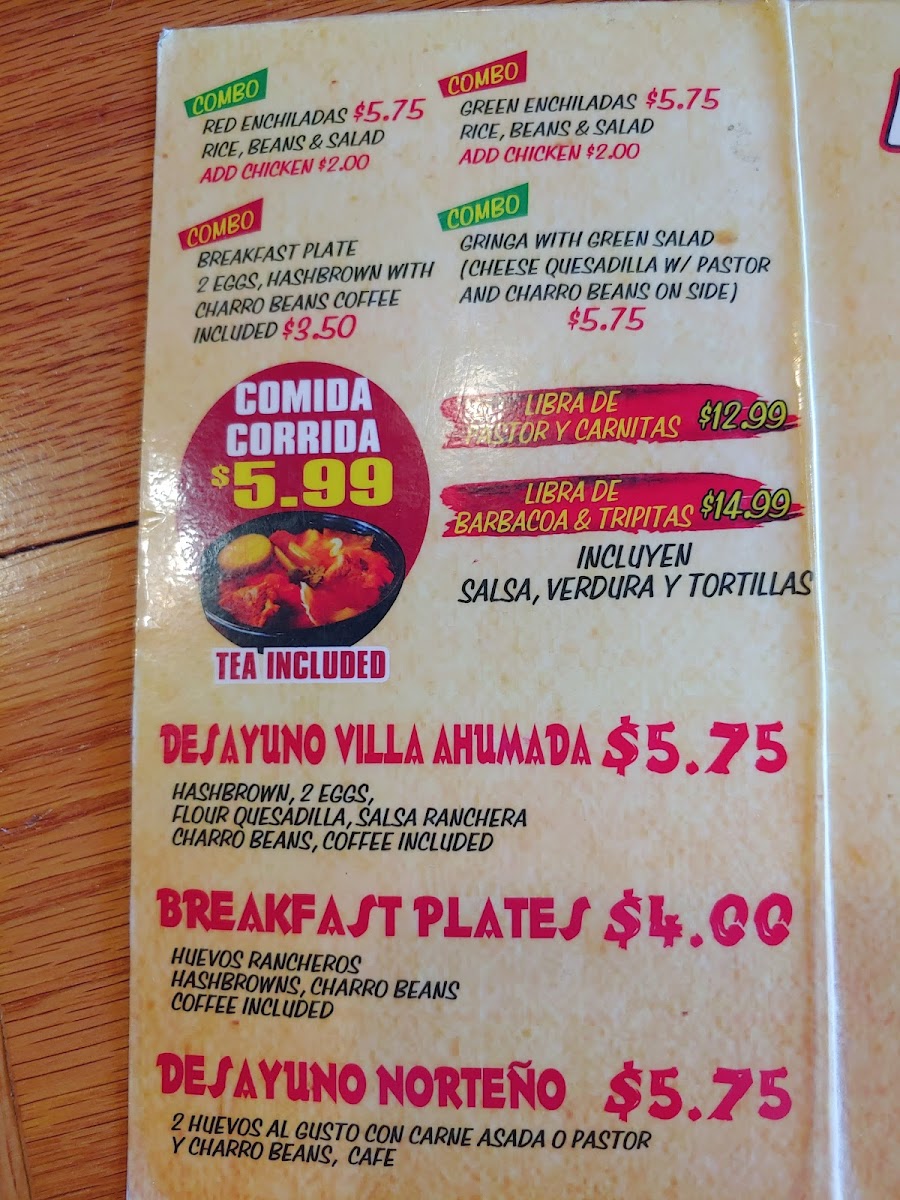 COMBO
RED ENCHILADAS $5.75
RICE, BEANS & SALAD
ADD CHICKEN $2.00
COMBO
GREEN ENCHILADAS $5.75
RICE, BEANS & SALAD
ADD CHICKEN $2.00
COMBO
BREAKFAST PLATE
2 EGGS, HASHBROWN WITH
CHARRO BEANS COFFEE
INCLUDED $3.50
COMBO
GRINGA WITH GREEN SALAD
(CHEESE QUESADILLA W/ PASTOR
AND CHARRO BEANS ON SIDE)
$5.75
COMIDA
CORRIDA
$5.99
TEA INCLUDED
LIBRA DE
PASTOR Y CARNITAS $12.99
LIBRA DE
BARBACOA & TRIPITAS $14.99
INCLUYEN
SALSA, VERDURA Y TORTILLAS
DESAYUNO VILLA AHUMADA $5.75
HASHBROWN, 2 EGGS,
FLOUR QUESADILLA, SALSA RANCHERA
CHARRO BEANS, COFFEE INCLUDED
BREAKFAST PLATES $4.00
HUEVOS RANCHEROS
HASHBROWNS, CHARRO BEANS
COFFEE INCLUDED
DESAYUNO NORTEÑO $5.75
2 HUEVOS AL GUSTO CON CARNE ASADA O PASTOR
Y CHARRO BEANS, CAFE